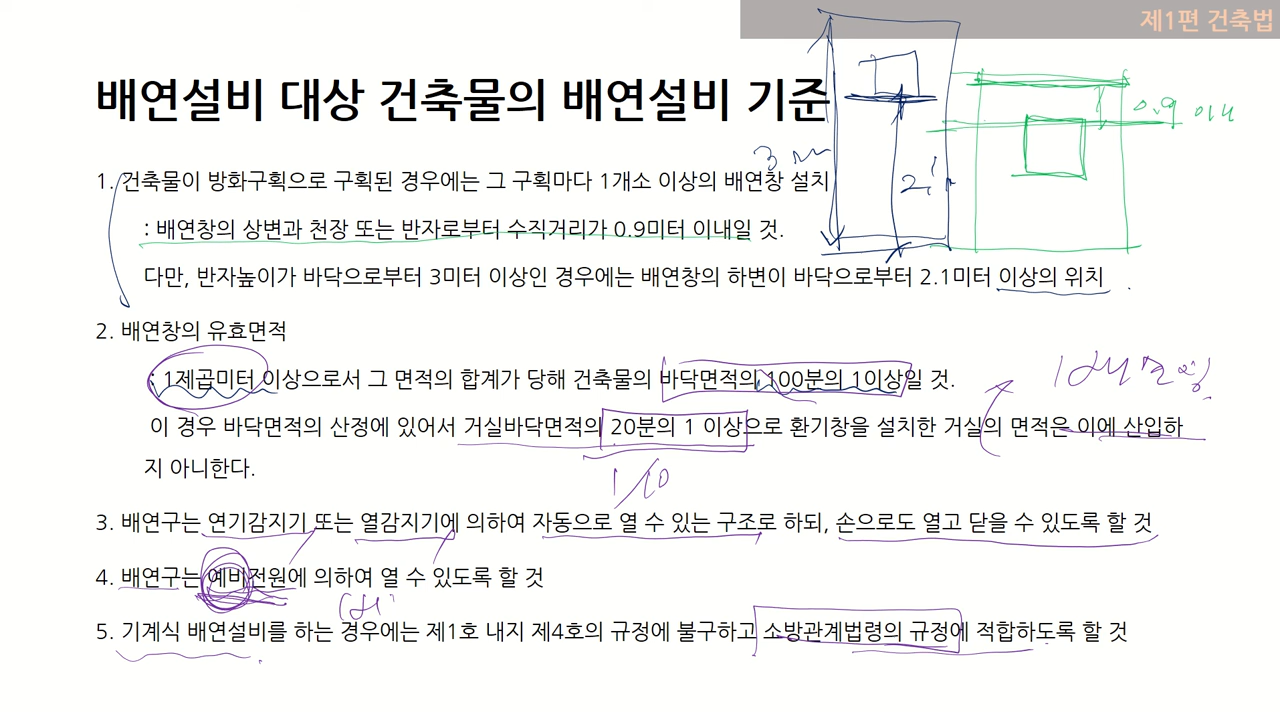 제1편 건축법
배연설비 대상 건축물의 배연설비 기준
1. 건축물이 방화구획으로 구획된 경우에는 그 구획마다 1개소 이상의 배연창 설치
: 배연창의 상변과 천장 또는 반자로부터 수직거리가 0.9미터 이내일 것.
다만, 반자높이가 바닥으로부터 3미터 이상인 경우에는 배연창의 하변이 바닥으로부터 2.1미터 이상의 위치
2. 배연창의 유효면적
: 1제곱미터 이상으로서 그 면적의 합계가 당해 건축물의 바닥면적의 100분의 1이상일 것.
이 경우 바닥면적의 산정에 있어서 거실바닥면적의 20분의 1 이상으로 환기창을 설치한 거실의 면적은 이에 산입하
지 아니한다.
3. 배연구는 연기감지기 또는 열감지기에 의하여 자동으로 열 수 있는 구조로 하되, 손으로도 열고 닫을 수 있도록 할 것
4. 배연구는 예비전원에 의하여 열 수 있도록 할 것
5. 기계식 배연설비를 하는 경우에는 제1호 내지 제4호의 규정에 불구하고 소방관계법령의 규정에 적합하도록 할 것
3m
2.1
0.9 이내
1/10